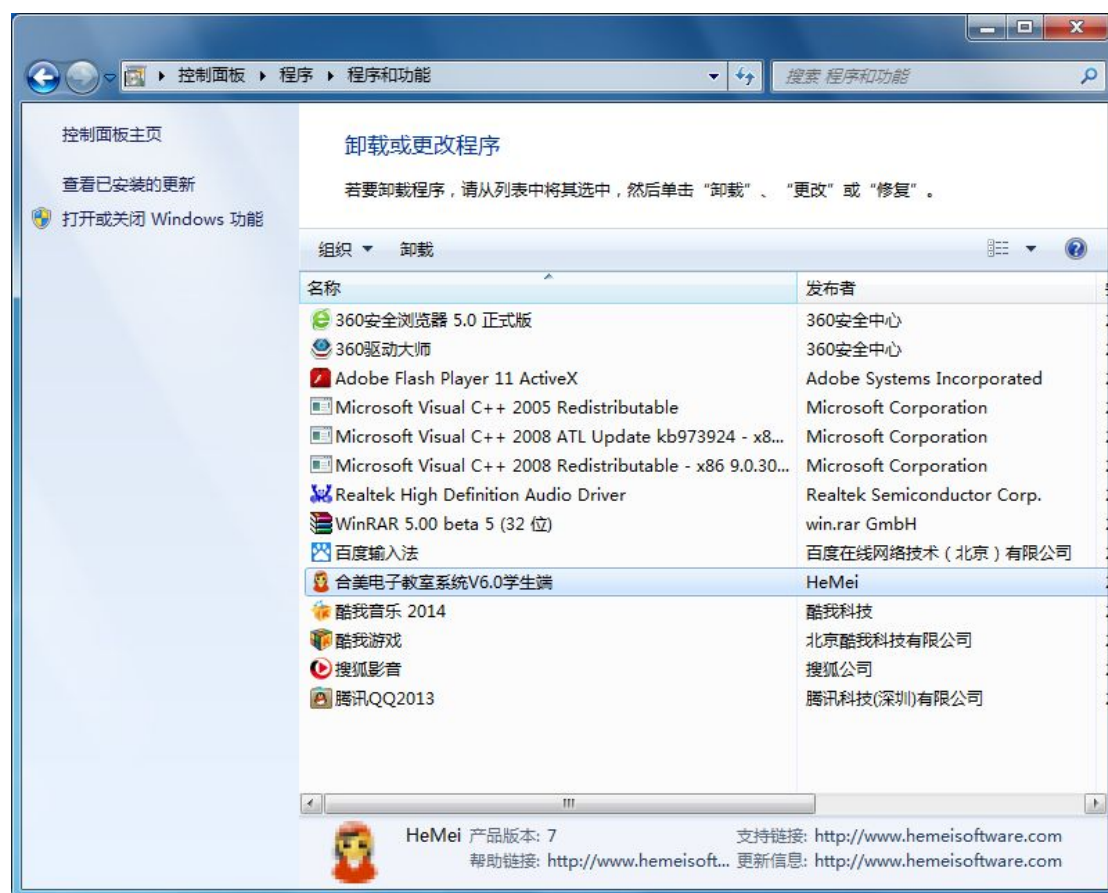 控制面板 程序 程序和功能
搜索 程序和功能
控制面板主页
查看已安装的更新
打开或关闭 Windows 功能
卸载或更改程序
若要卸载程序，请从列表中将其选中，然后单击“卸载”、“更改”或“修复”。
组织 卸载
名称 发布者
360安全浏览器 5.0 正式版 360安全中心
360驱动大师 360安全中心
Adobe Flash Player 11 ActiveX Adobe Systems Incorporated
Microsoft Visual C++ 2005 Redistributable Microsoft Corporation
Microsoft Visual C++ 2008 ATL Update kb973924 - x8... Microsoft Corporation
Microsoft Visual C++ 2008 Redistributable - x86 9.0.30... Microsoft Corporation
Realtek High Definition Audio Driver Realtek Semiconductor Corp.
WinRAR 5.00 beta 5 (32 位) win.rar GmbH
百度输入法 百度在线网络技术（北京）有限公司
合美电子教室系统V6.0学生端 HeMei
酷我音乐 2014 酷我科技
酷我游戏 北京酷我科技有限公司
搜狐影音 搜狐公司
腾讯QQ2013 腾讯科技(深圳)有限公司
HeMei 产品版本: 7 支持链接: http://www.hemeisoftware.com
帮助链接: http://www.hemeisoft... 更新信息: http://www.hemeisoftware.com